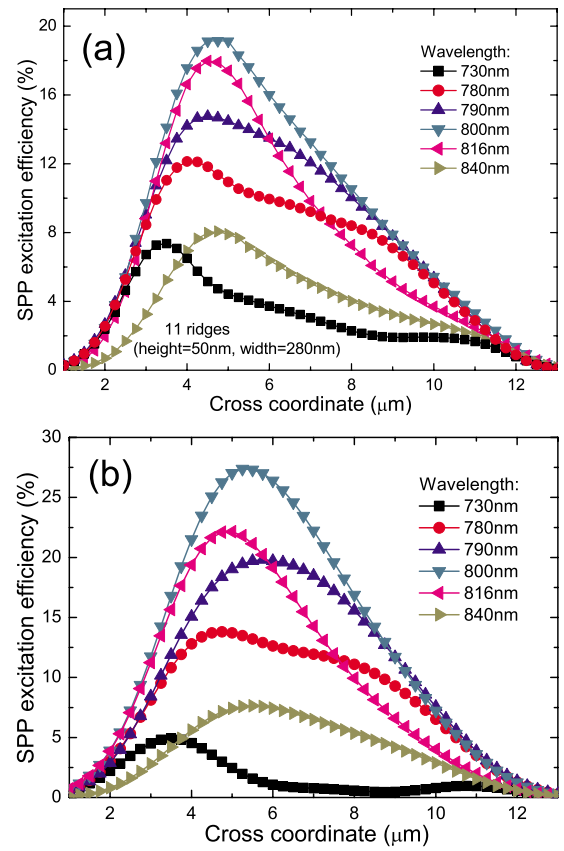 (a)
Wavelength:
730nm
780nm
790nm
800nm
816nm
840nm
SPP excitation efficiency (%)
20
16
12
8
4
0
11 ridges
(height=50nm, width=280nm)
2 4 6 8 10 12
Cross coordinate (μm)
(b)
Wavelength:
730nm
780nm
790nm
800nm
816nm
840nm
SPP excitation efficiency (%)
30
25
20
15
10
5
0
2 4 6 8 10 12
Cross coordinate (μm)